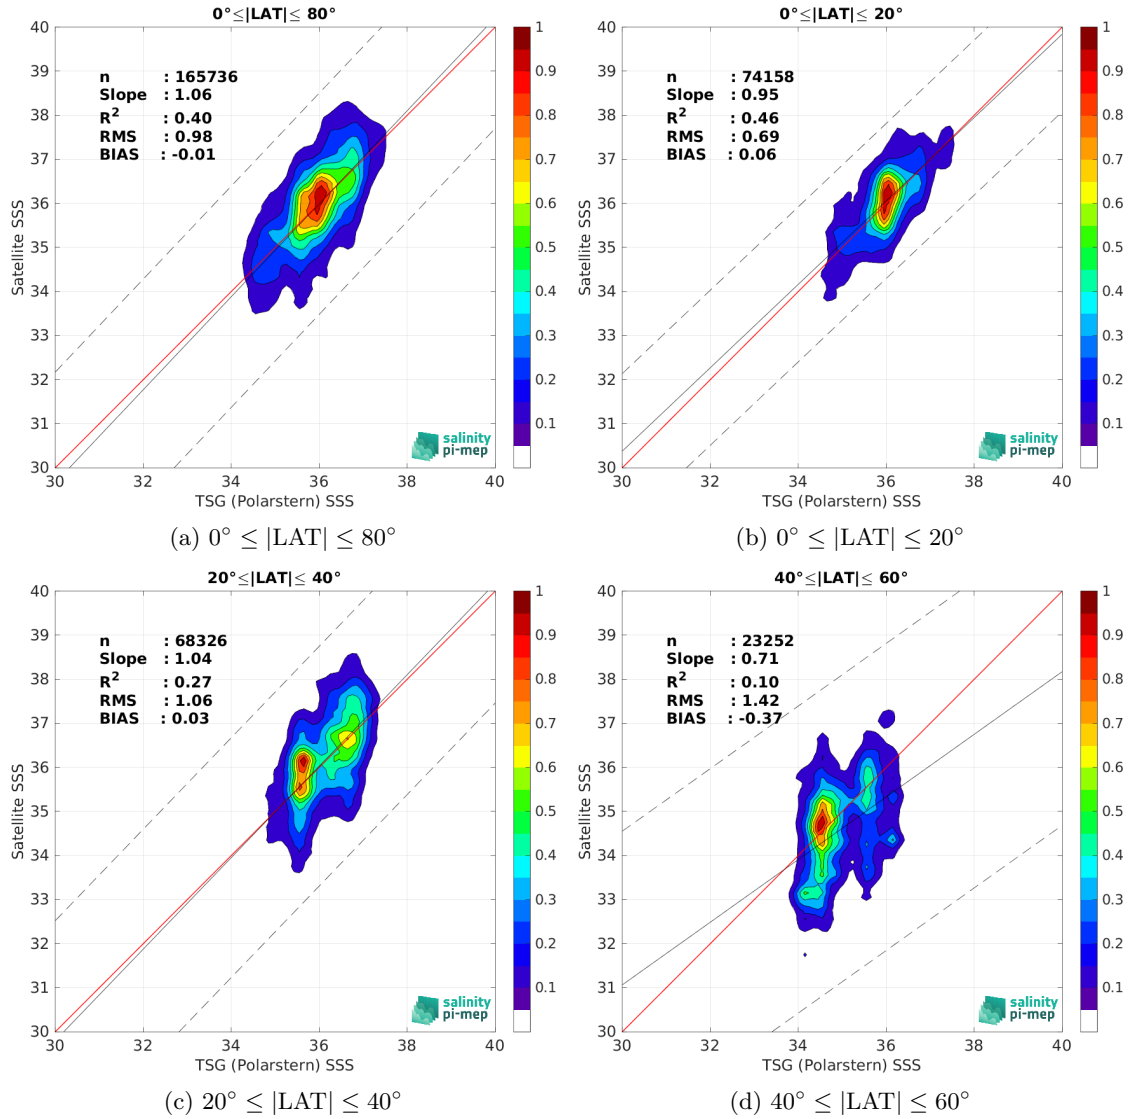 0°≤|LAT|≤ 80°
n : 165736
Slope : 1.06
R² : 0.40
RMS : 0.98
BIAS : -0.01
40
39
38
37
36
35
34
33
32
31
30
30 32 34 36 38 40
Satellite SSS
TSG (Polarstern) SSS
1
0.9
0.8
0.7
0.6
0.5
0.4
0.3
0.2
0.1
salinity
pi-mep
(a) 0° ≤ |LAT| ≤ 80°
0°≤|LAT|≤ 20°
n : 74158
Slope : 0.95
R² : 0.46
RMS : 0.69
BIAS 0.06
40
39
38
37
36
35
34
33
32
31
30
30 32 34 36 38 40
Satellite SSS
TSG (Polarstern) SSS
1
0.9
0.8
0.7
0.6
0.5
0.4
0.3
0.2
0.1
salinity
pi-mep
(b) 0° ≤ |LAT| ≤ 20°
20°≤|LAT|≤ 40°
n : 68326
Slope : 1.04
R² : 0.27
RMS : 1.06
BIAS : 0.03
40
39
38
37
36
35
34
33
32
31
30
30 32 34 36 38 40
Satellite SSS
TSG (Polarstern) SSS
1
0.9
0.8
0.7
0.6
0.5
0.4
0.3
0.2
0.1
salinity
pi-mep
(c) 20° ≤ |LAT| ≤ 40°
40°≤|LAT|≤ 60°
n : 23252
Slope : 0.71
R² : 0.10
RMS : 1.42
BIAS -0.37
40
39
38
37
36
35
34
33
32
31
30
30 32 34 36 38 40
Satellite SSS
TSG (Polarstern) SSS
1
0.9
0.8
0.7
0.6
0.5
0.4
0.3
0.2
0.1
salinity
pi-mep
(d) 40° ≤ |LAT| ≤ 60°